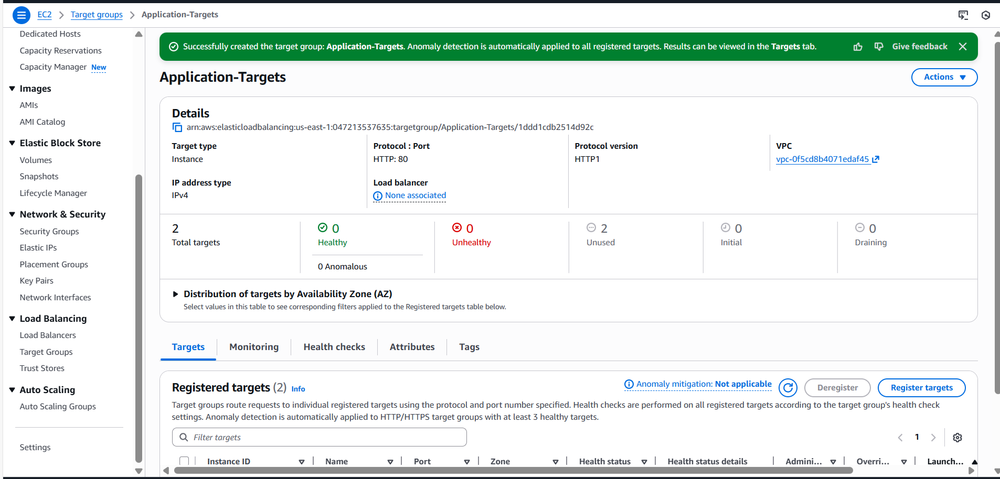 EC2 > Target groups > Application-Targets
Dedicated Hosts
Capacity Reservations
Capacity Manager New
Images
AMIs
AMI Catalog
Elastic Block Store
Volumes
Snapshots
Lifecycle Manager
Network & Security
Security Groups
Elastic IPs
Placement Groups
Key Pairs
Network Interfaces
Load Balancing
Load Balancers
Target Groups
Trust Stores
Auto Scaling
Auto Scaling Groups
Settings
Successfully created the target group: Application-Targets. Anomaly detection is automatically applied to all registered targets. Results can be viewed in the Targets tab. Give feedback
Application-Targets Actions
Details
arn:aws:elasticloadbalancing:us-east-1:047213537635:targetgroup/Application-Targets/1ddd1cdb2514d92c
Target type
Instance
Protocol : Port
HTTP: 80
Protocol version
HTTP1
VPC
vpc-0f5cd8b4071edaf45
IP address type
IPv4
Load balancer
None associated
2
Total targets
0
Healthy
0 Anomalous
0
Unhealthy
2
Unused
0
Initial
0
Draining
Distribution of targets by Availability Zone (AZ)
Select values in this table to see corresponding filters applied to the Registered targets table below.
Targets Monitoring Health checks Attributes Tags
Registered targets (2) Info Anomaly mitigation: Not applicable Deregister Register targets
Target groups route requests to individual registered targets using the protocol and port number specified. Health checks are performed on all registered targets according to the target group's health check
settings. Anomaly detection is automatically applied to HTTP/HTTPS target groups with at least 3 healthy targets.
Filter targets 1
Instance ID Name Port Zone Health status Health status details Admini... Overri... Launch...